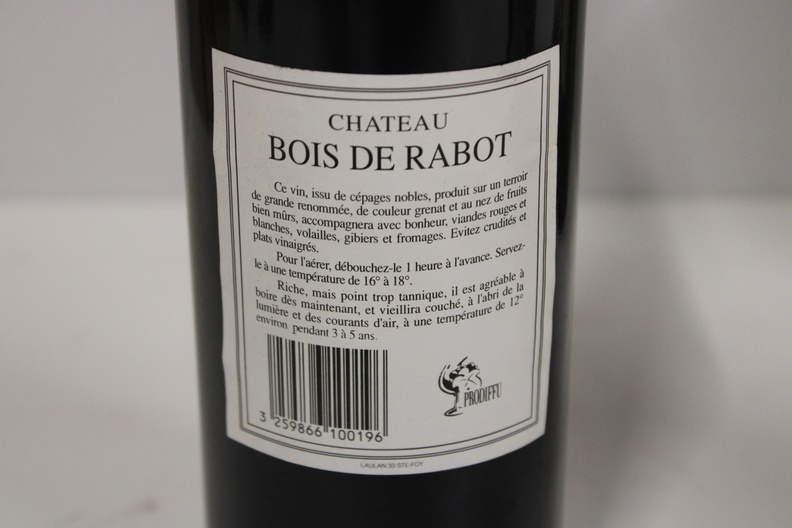 CHATEAU
BOIS DE RABOT
Ce vin, issu de cépages nobles, produit sur un terroir
de grande renommée, de couleur grenat et au nez de fruits
bien mûrs, accompagnera avec bonheur, viandes rouges et
blanches, volailles, gibiers et fromages. Evitez crudités et
plats vinaigrés.
Pour l'aérer, débouchez-le 1 heure à l'avance. Servez-
le à une température de 16° à 18°.
Riche, mais point trop tannique, il est agréable à
boire dès maintenant, et vieillira couché, à l'abri de la
lumière et des courants d'air, à une température de 12°
environ pendant 3 à 5 ans.
PRODIFFU
3 259866 100196
LAULAN 33 STE-FOY